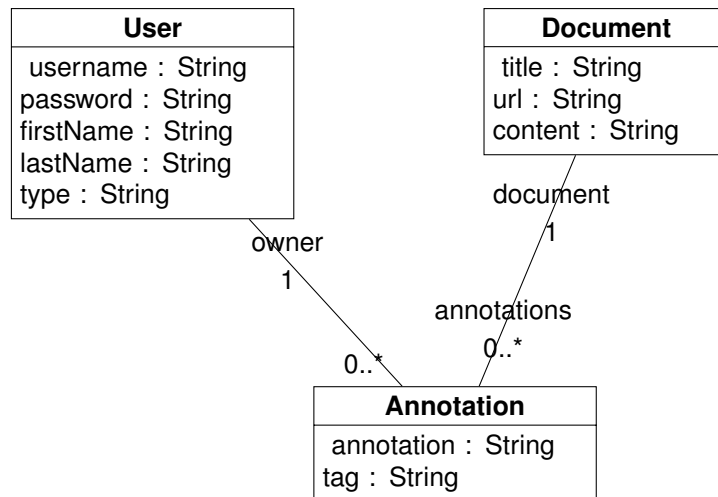 User
username : String
password : String
firstName : String
lastName : String
type : String
Document
title : String
url : String
content : String
owner
1
0..*
document
1
annotations
0..*
Annotation
annotation : String
tag : String